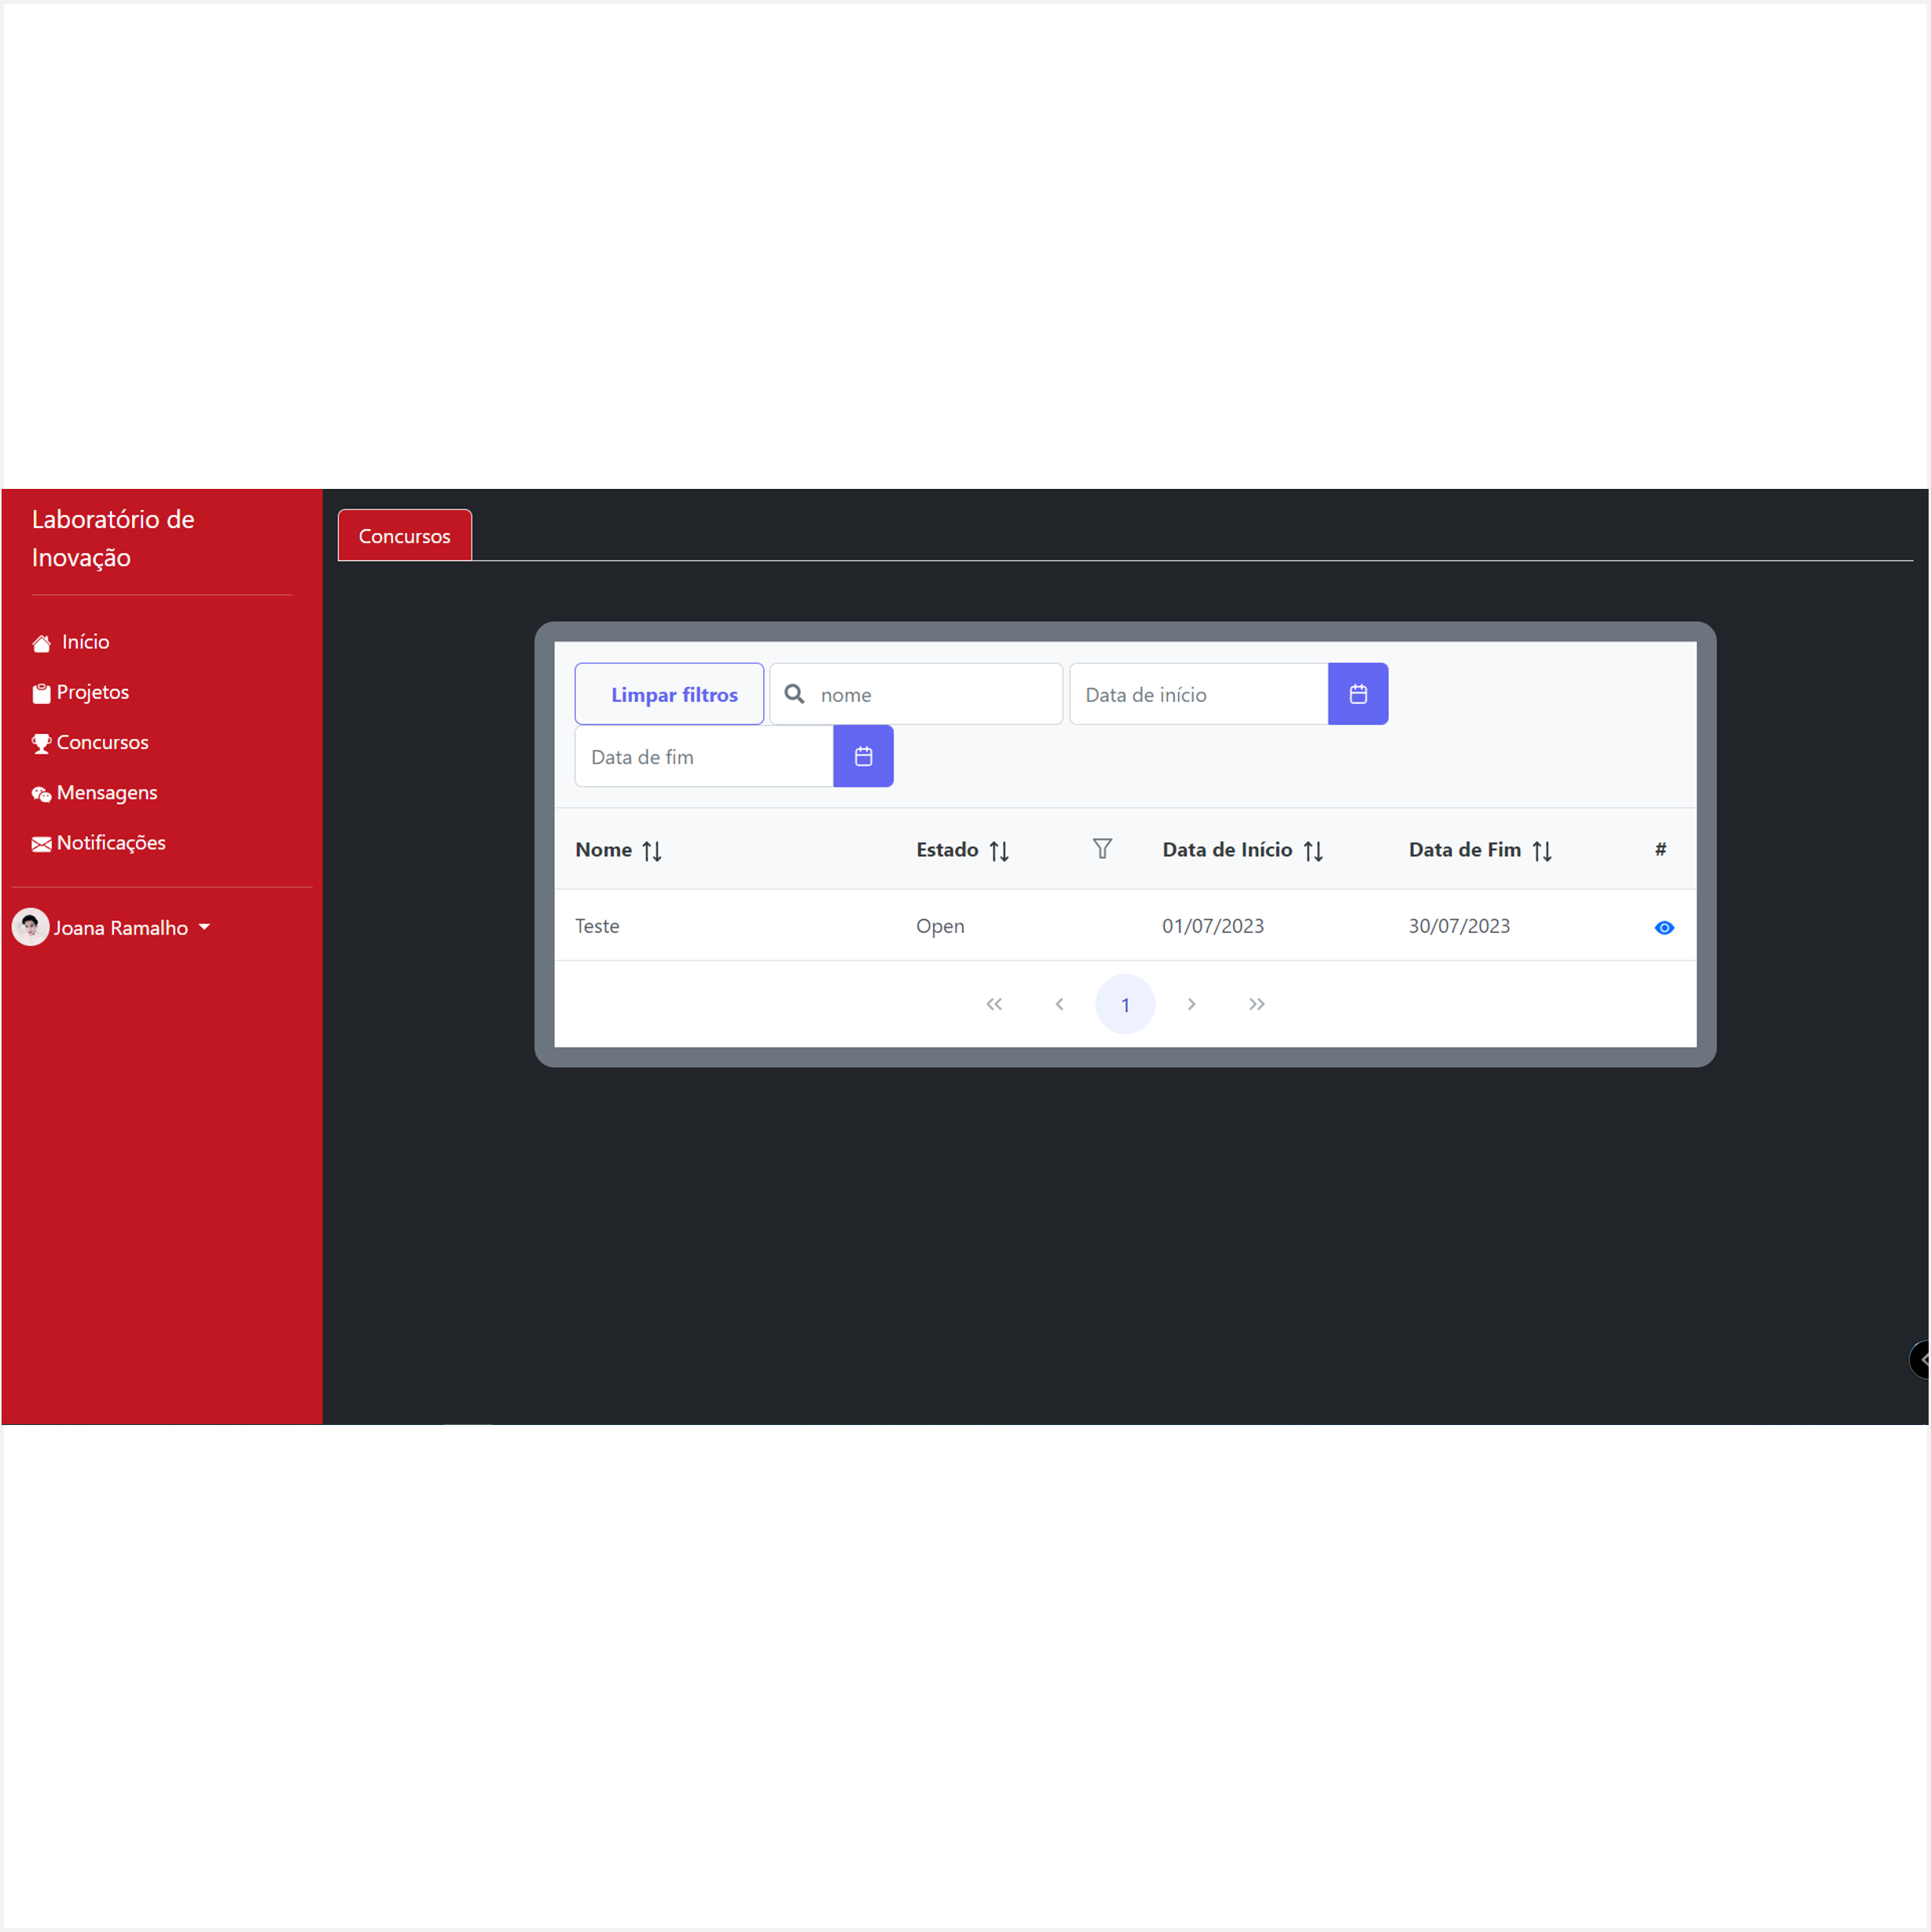 Laboratório de
Inovação
Início
Projetos
Concursos
Mensagens
Notificações
Joana Ramalho
Concursos
Limpar filtros nome Data de início
Data de fim
Nome Estado Data de Início Data de Fim #
Teste Open 01/07/2023 30/07/2023
1